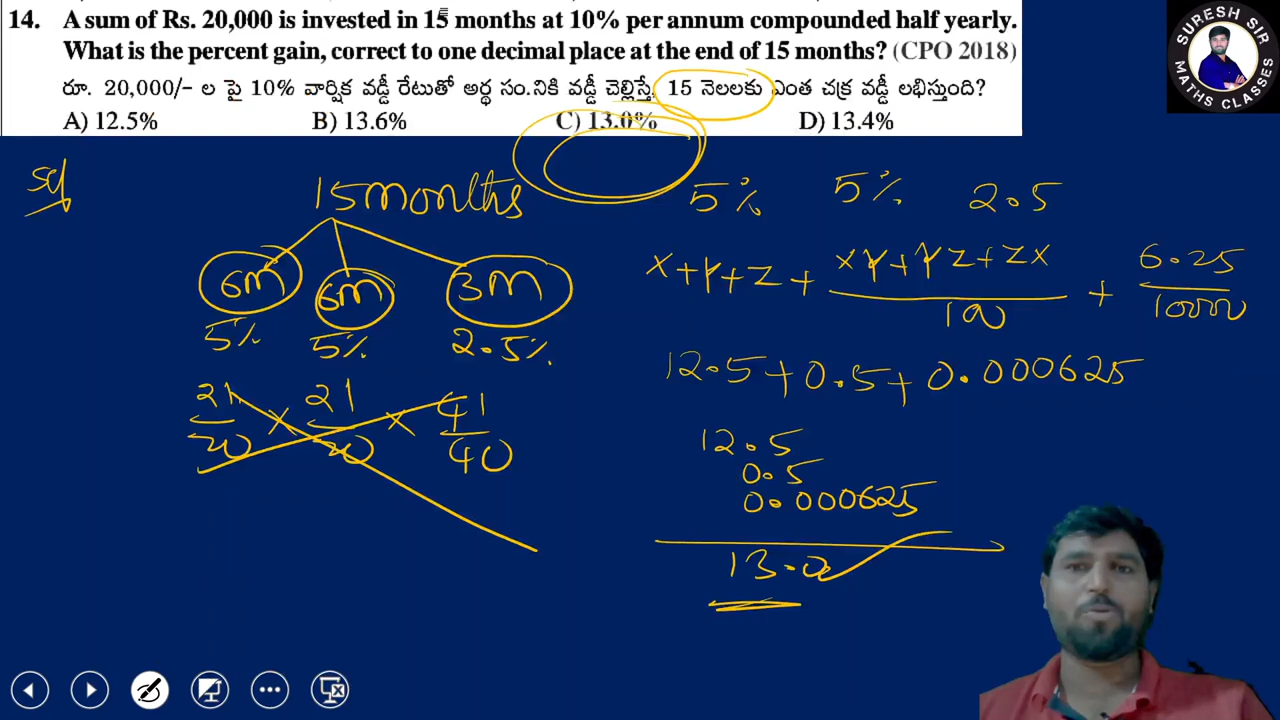 14. A sum of Rs. 20,000 is invested in 15 months at 10% per annum compounded half yearly.
What is the percent gain, correct to one decimal place at the end of 15 months? (CPO 2018)
రూ. 20,000/- ల పై 10% వార్షిక వడ్డీ రేటుతో అర్ధ సం.నికి వడ్డీ చెల్లిస్తే, 15 నెలలకు ఎంత చక్ర వడ్డీ లభిస్తుంది?
A) 12.5% B) 13.6% C) 13.0% D) 13.4%
SURESH SIR
MATHS CLASSES
Sol
15 months
6m 6m 3m
5% 5% 2.5%
21/20 × 21/20 × 41/40
5% 5% 2.5
x+y+z + xy+yz+zx/100 + 6.25/10000
12.5+0.5+0.000625
12.5
0.5
0.000625
13.0